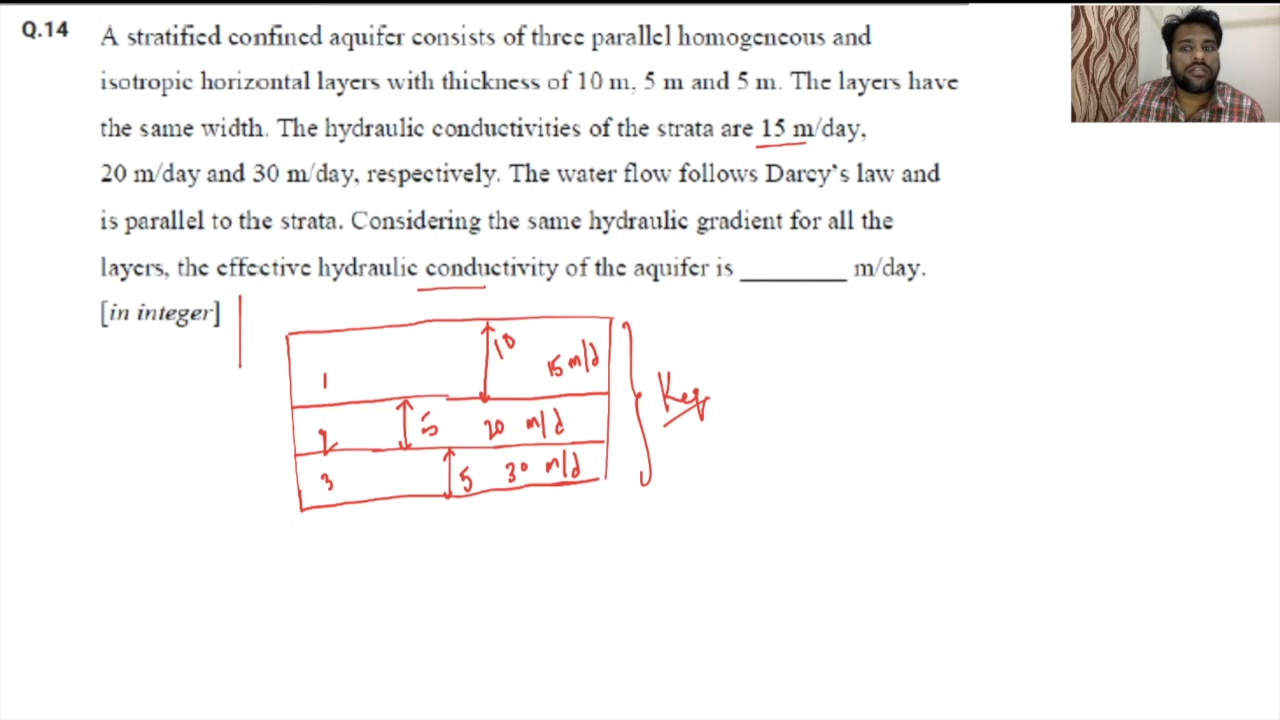 Q.14 A stratified confined aquifer consists of three parallel homogeneous and
isotropic horizontal layers with thickness of 10 m, 5 m and 5 m. The layers have
the same width. The hydraulic conductivities of the strata are 15 m/day,
20 m/day and 30 m/day, respectively. The water flow follows Darcy's law and
is parallel to the strata. Considering the same hydraulic gradient for all the
layers, the effective hydraulic conductivity of the aquifer is ________ m/day.
[in integer]
1 10 15 m/d
2 5 20 m/d
3 5 30 m/d
Keq